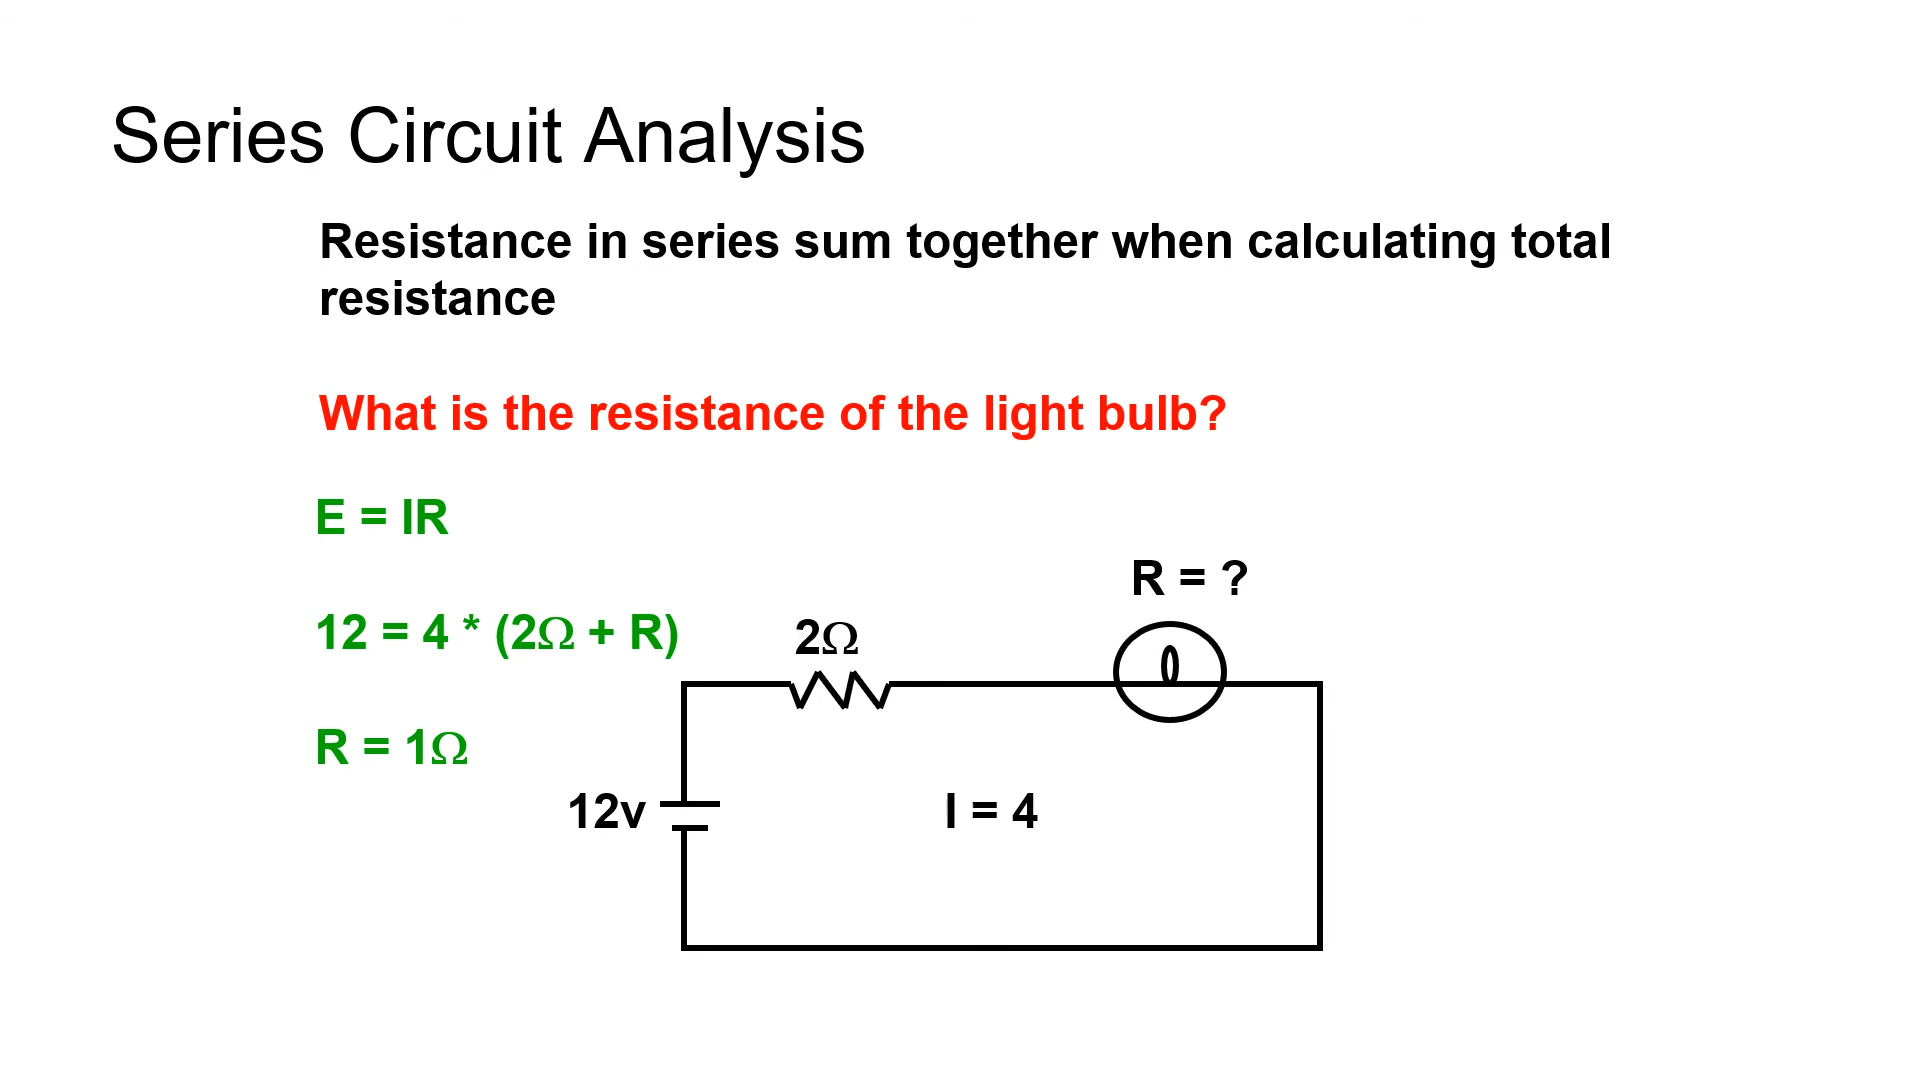 Series Circuit Analysis
Resistance in series sum together when calculating total
resistance
What is the resistance of the light bulb?
E = IR
R = ?
12 = 4 * (2Ω + R)
2Ω
R = 1Ω
12v
I = 4